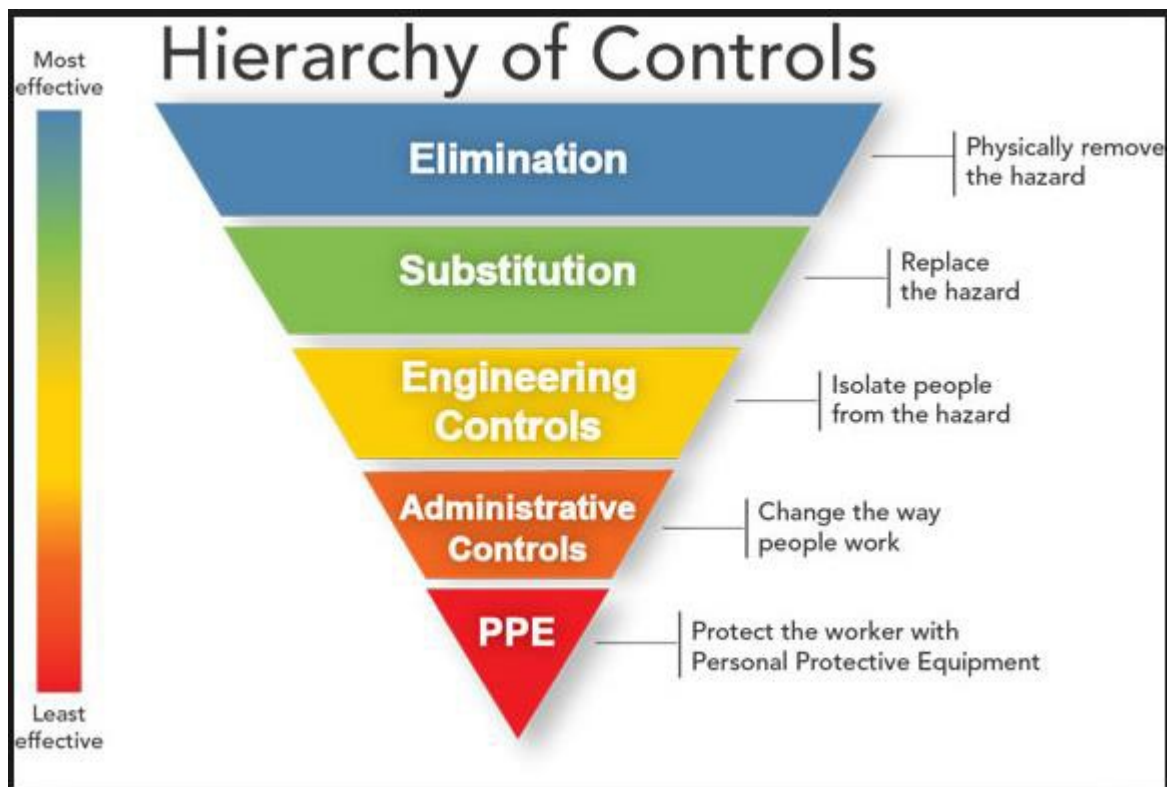 Hierarchy of Controls
Most
effective
Elimination
Physically remove
the hazard
Substitution
Replace
the hazard
Engineering
Controls
Isolate people
from the hazard
Administrative
Controls
Change the way
people work
PPE
Protect the worker with
Personal Protective Equipment
Least
effective